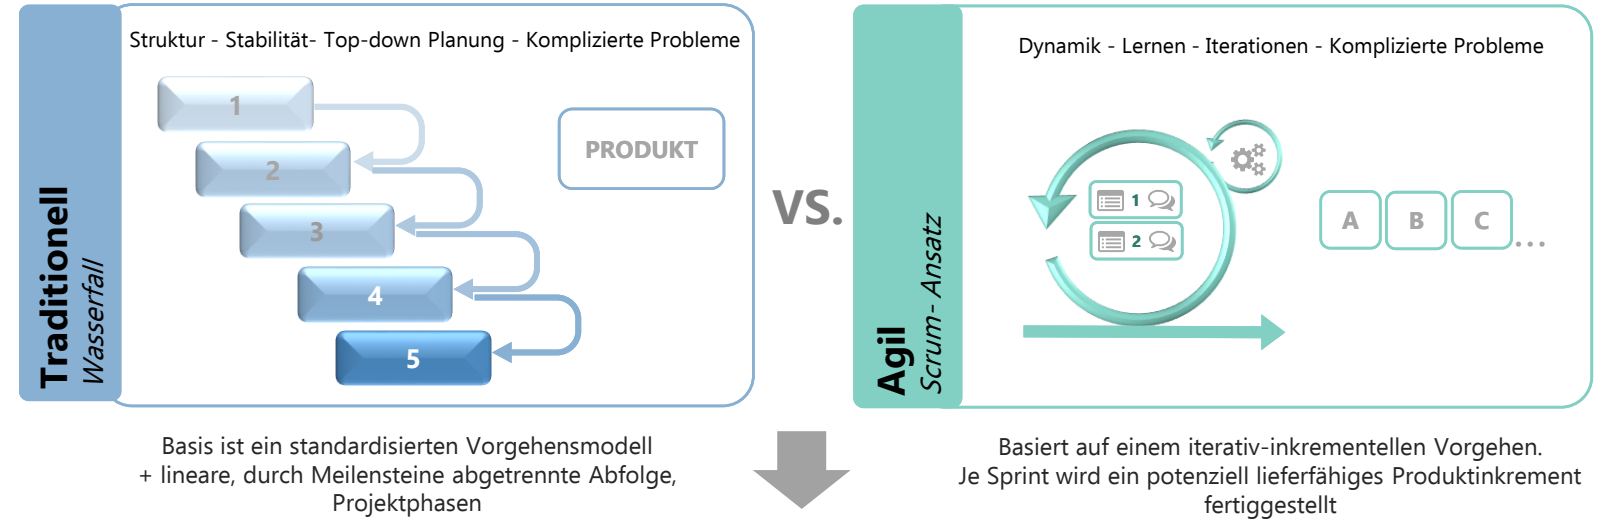 Traditionell
Wasserfall
Struktur - Stabilität- Top-down Planung - Komplizierte Probleme
1
2
3
4
5
PRODUKT
Basis ist ein standardisierten Vorgehensmodell
+ lineare, durch Meilensteine abgetrennte Abfolge,
Projektphasen
VS.
Agil
Scrum- Ansatz
Dynamik - Lernen - Iterationen - Komplizierte Probleme
1
2
A
B
C
...
Basiert auf einem iterativ-inkrementellen Vorgehen.
Je Sprint wird ein potenziell lieferfähiges Produktinkrement
fertiggestellt